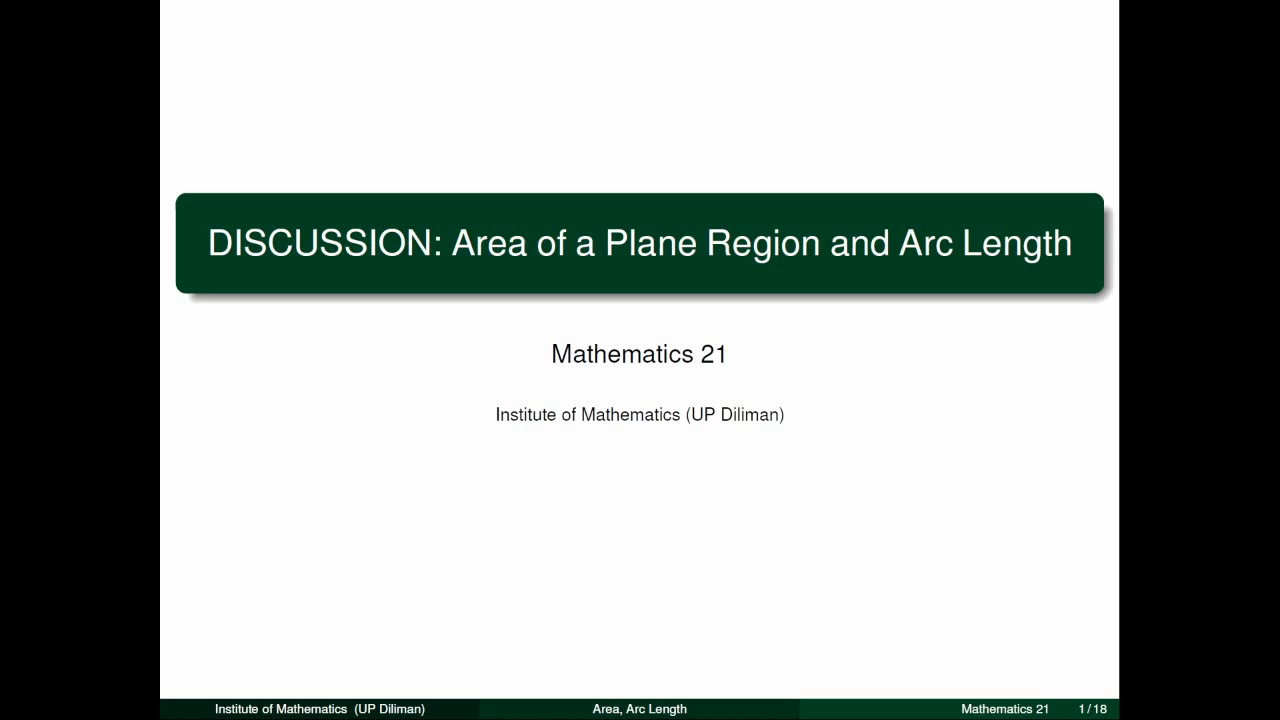 DISCUSSION: Area of a Plane Region and Arc Length
Mathematics 21
Institute of Mathematics (UP Diliman)
Institute of Mathematics (UP Diliman) Area, Arc Length Mathematics 21 1 / 18